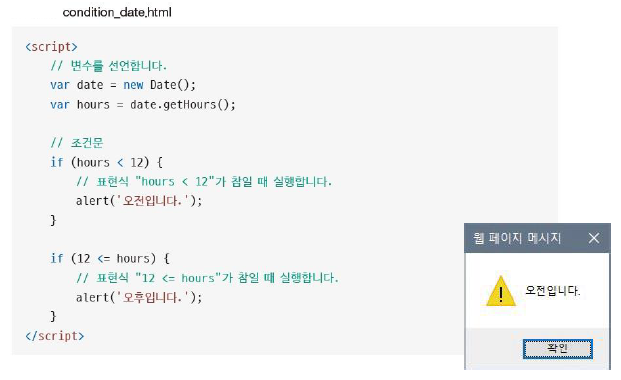 condition_date.html
<script>
// 변수를 선언합니다.
var date = new Date();
var hours = date.getHours();
// 조건문
if (hours < 12) {
// 표현식 "hours < 12"가 참일 때 실행합니다.
alert('오전입니다.');
}
if (12 <= hours) {
// 표현식 "12 <= hours"가 참일 때 실행합니다.
alert('오후입니다.');
}
</script>
웹 페이지 메시지
오전입니다.
확인